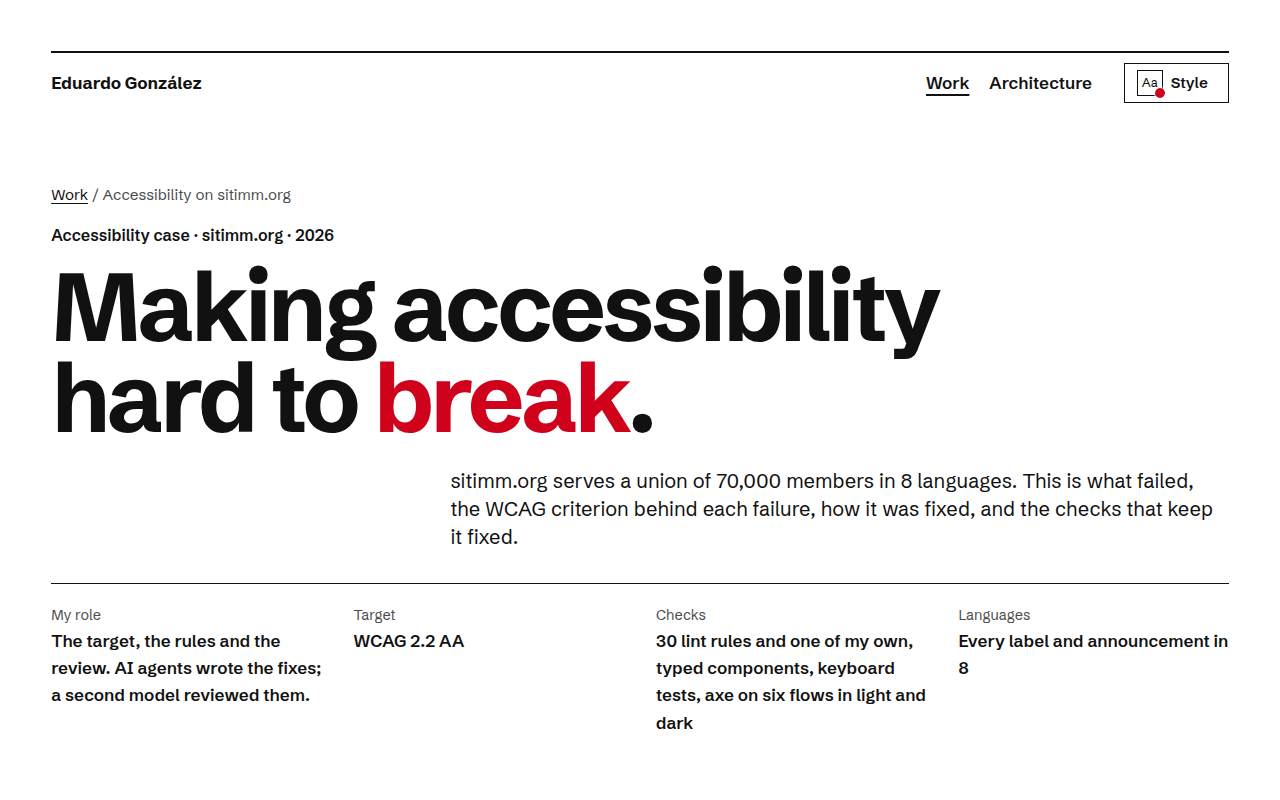 Eduardo González
Work
Architecture
Aa
Style
Work / Accessibility on sitimm.org
Accessibility case · sitimm.org · 2026
Making accessibility
hard to break.
sitimm.org serves a union of 70,000 members in 8 languages. This is what failed,
the WCAG criterion behind each failure, how it was fixed, and the checks that keep
it fixed.
My role
The target, the rules and the
review. AI agents wrote the fixes;
a second model reviewed them.
Target
WCAG 2.2 AA
Checks
30 lint rules and one of my own,
typed components, keyboard
tests, axe on six flows in light and
dark
Languages
Every label and announcement in
8